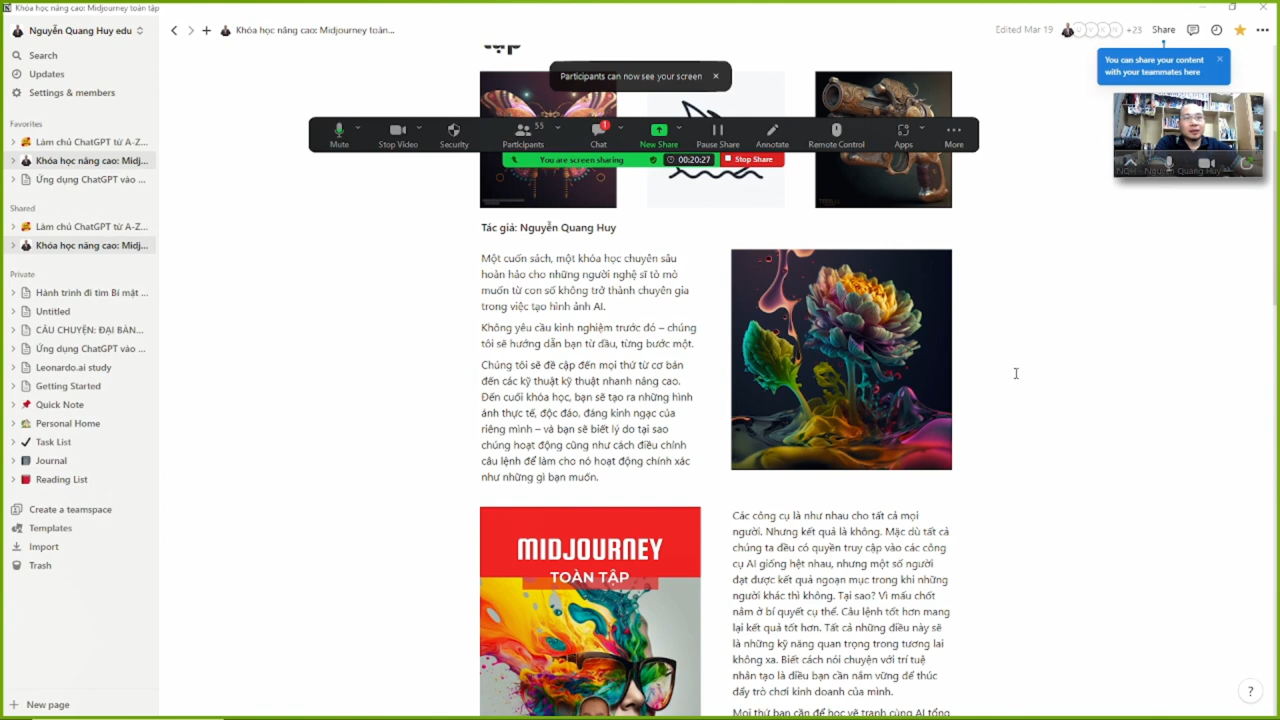 Khóa học nâng cao: Midjourney toàn tập
Nguyễn Quang Huy edu
Search
Updates
Settings & members
Favorites
Làm chủ ChatGPT từ A-Z...
Khóa học nâng cao: Midj...
Ứng dụng ChatGPT vào ...
Shared
Làm chủ ChatGPT từ A-Z...
Khóa học nâng cao: Midj...
Private
Hành trình đi tìm Bí mật ...
Untitled
CÂU CHUYỆN: ĐẠI BÀN...
Ứng dụng ChatGPT vào ...
Leonardo.ai study
Getting Started
Quick Note
Personal Home
Task List
Journal
Reading List
Create a teamspace
Templates
Import
Trash
New page
Khóa học nâng cao: Midjourney toàn...
Edited Mar 19
+23
Share
You can share your content
with your teammates here
tập
Participants can now see your screen
Mute
Stop Video
Security
55
Participants
1
Chat
New Share
Pause Share
Annotate
Remote Control
Apps
More
You are screen sharing
00:20:27
Stop Share
NQH - Nguyễn Quang Huy
Tác giả: Nguyễn Quang Huy
Một cuốn sách, một khóa học chuyên sâu
hoàn hảo cho những người nghệ sĩ tò mò
muốn từ con số không trở thành chuyên gia
trong việc tạo hình ảnh AI.
Không yêu cầu kinh nghiệm trước đó – chúng
tôi sẽ hướng dẫn bạn từ đầu, từng bước một.
Chúng tôi sẽ đề cập đến mọi thứ từ cơ bản
đến các kỹ thuật kỹ thuật nhanh nâng cao.
Đến cuối khóa học, bạn sẽ tạo ra những hình
ảnh thực tế, độc đáo, đáng kinh ngạc của
riêng mình – và bạn sẽ biết lý do tại sao
chúng hoạt động cũng như cách điều chỉnh
câu lệnh để làm cho nó hoạt động chính xác
như những gì bạn muốn.
MIDJOURNEY
TOÀN TẬP
Các công cụ là như nhau cho tất cả mọi
người. Nhưng kết quả là không. Mặc dù tất cả
chúng ta đều có quyền truy cập vào các công
cụ AI giống hệt nhau, nhưng một số người
đạt được kết quả ngoạn mục trong khi những
người khác thì không. Tại sao? Vì mấu chốt
nằm ở bí quyết cụ thể. Câu lệnh tốt hơn mang
lại kết quả tốt hơn. Tất cả những điều này sẽ
là những kỹ năng quan trọng trong tương lai
không xa. Biết cách nói chuyện với trí tuệ
nhân tạo là điều bạn cần nắm vững để thúc
đẩy trò chơi kinh doanh của mình.
Mọi thứ bạn cần để học vẽ tranh cùng AI tổng
?